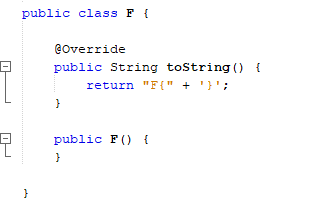 public class F {
@Override
public String toString() {
return "F{" + '}';
}
public F() {
}
}